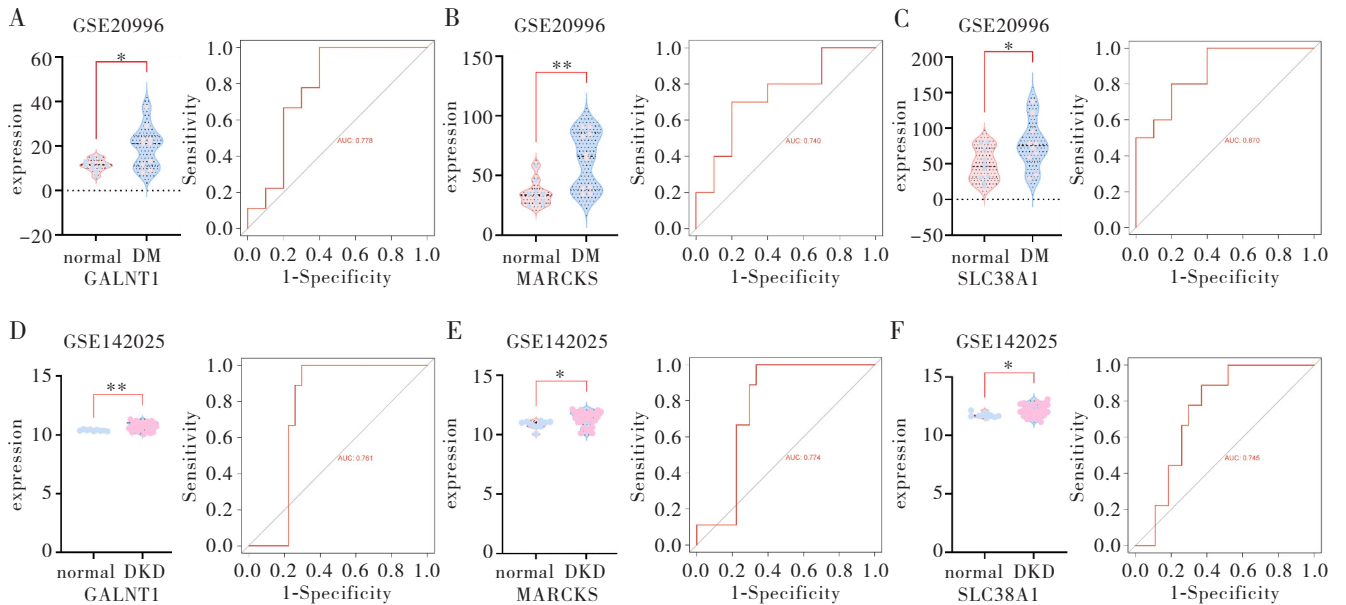 A
GSE20996
60
40
20
0
−20
expression
*
normal DM
GALNT1
1.0
0.8
0.6
0.4
0.2
0.0
Sensitivity
AUC: 0.778
0.0 0.2 0.4 0.6 0.8 1.0
1-Specificity
B
GSE20996
150
100
50
0
expression
**
normal DM
MARCKS
1.0
0.8
0.6
0.4
0.2
0.0
Sensitivity
AUC: 0.740
0.0 0.2 0.4 0.6 0.8 1.0
1-Specificity
C
GSE20996
200
150
100
50
0
−50
expression
*
normal DM
SLC38A1
1.0
0.8
0.6
0.4
0.2
0.0
Sensitivity
AUC: 0.870
0.0 0.2 0.4 0.6 0.8 1.0
1-Specificity
D
GSE142025
15
10
5
0
expression
**
normal DKD
GALNT1
1.0
0.8
0.6
0.4
0.2
0.0
Sensitivity
AUC: 0.761
0.0 0.2 0.4 0.6 0.8 1.0
1-Specificity
E
GSE142025
15
10
5
0
expression
*
normal DKD
MARCKS
1.0
0.8
0.6
0.4
0.2
0.0
Sensitivity
AUC: 0.774
0.0 0.2 0.4 0.6 0.8 1.0
1-Specificity
F
GSE142025
15
10
5
0
expression
*
normal DKD
SLC38A1
1.0
0.8
0.6
0.4
0.2
0.0
Sensitivity
AUC: 0.745
0.0 0.2 0.4 0.6 0.8 1.0
1-Specificity